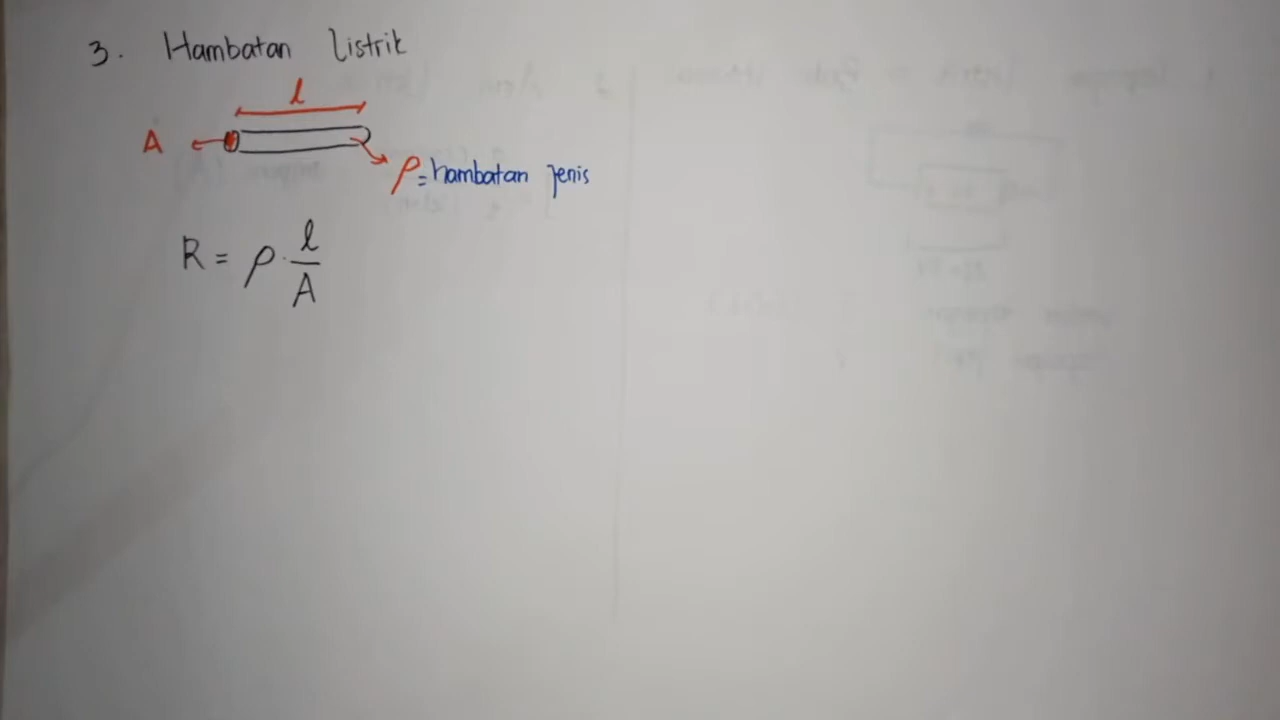 3. Hambatan Listrik
l
A
ρ = hambatan jenis
R = ρ · l/A